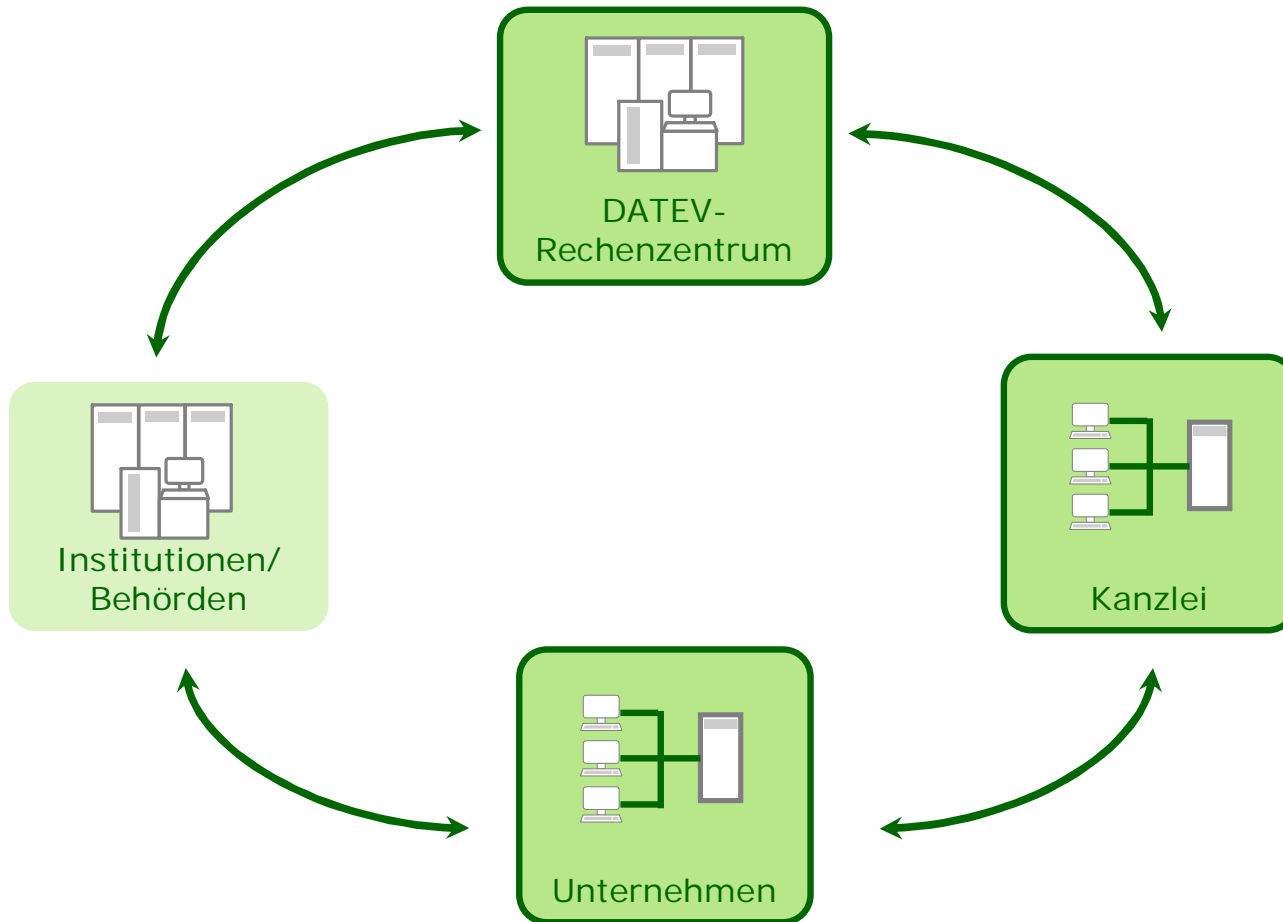 DATEV-
Rechenzentrum
Institutionen/
Behörden
Kanzlei
Unternehmen